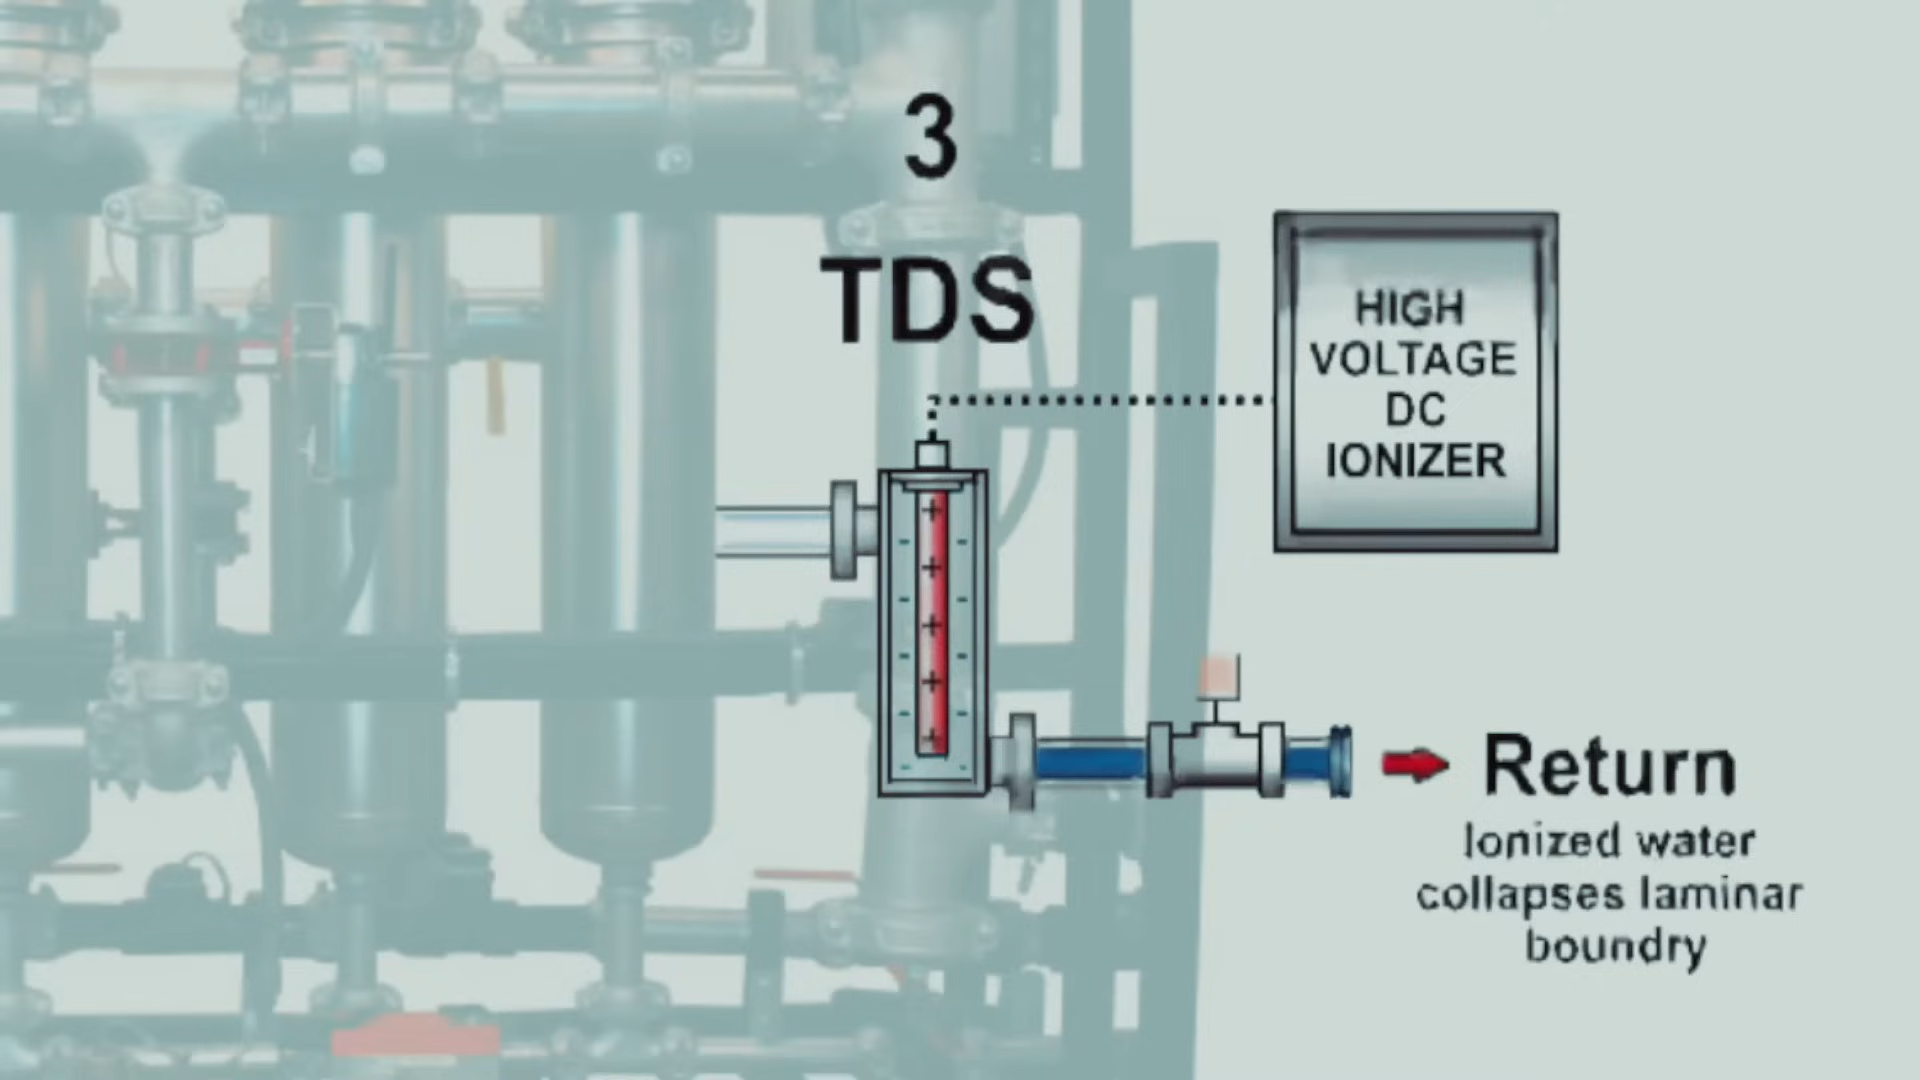 3
TDS
HIGH
VOLTAGE
DC
IONIZER
+
+
+
+
+
Return
Ionized water
collapses laminar
boundry